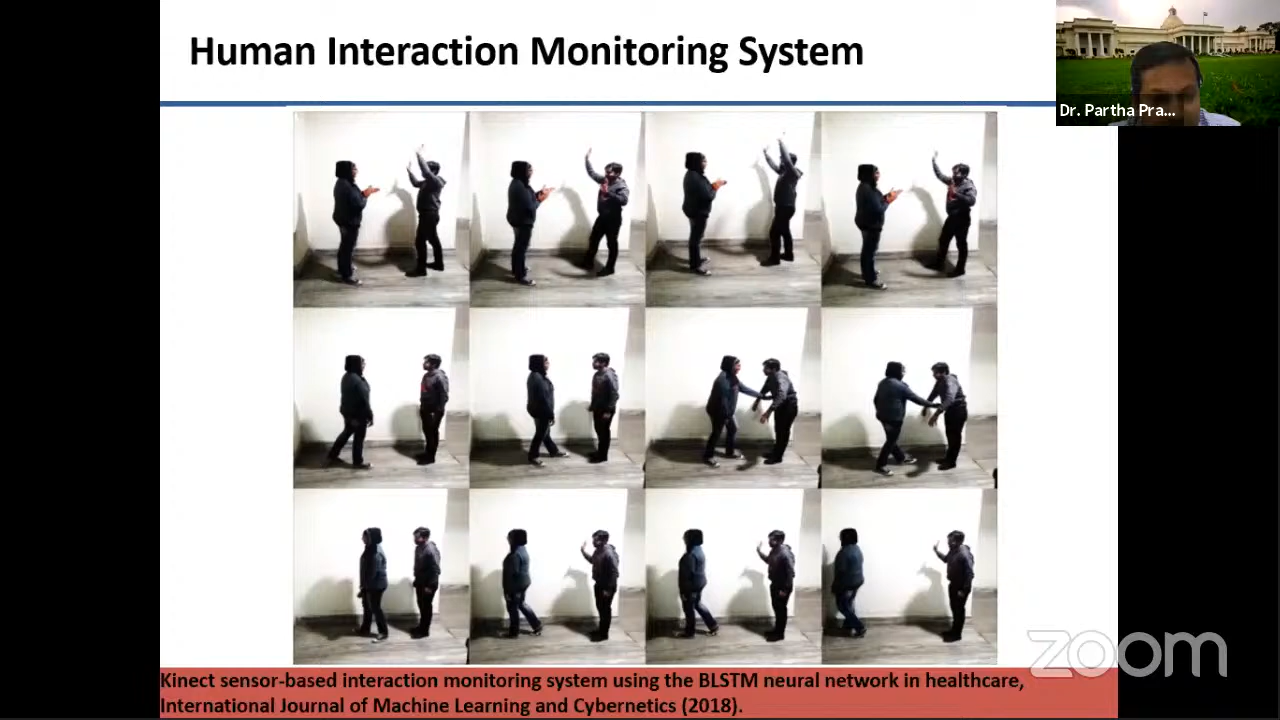 Human Interaction Monitoring System
Dr. Partha Pra...
zoom
Kinect sensor-based interaction monitoring system using the BLSTM neural network in healthcare,
International Journal of Machine Learning and Cybernetics (2018).